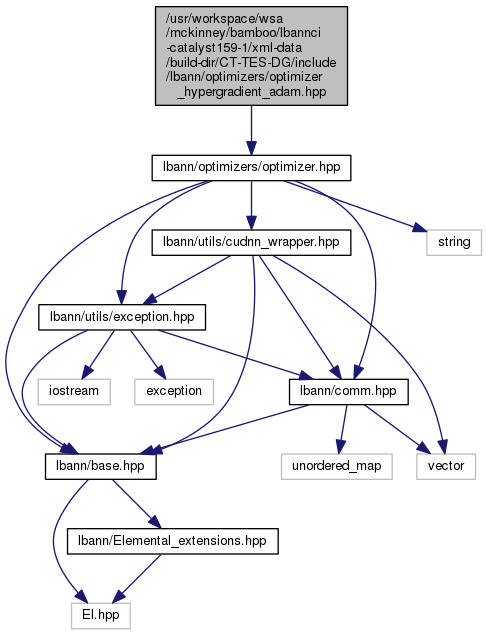 /usr/workspace/wsa
/mckinney/bamboo/lbannci
-catalyst159-1/xml-data
/build-dir/CT-TES-DG/include
/lbann/optimizers/optimizer
_hypergradient_adam.hpp
lbann/optimizers/optimizer.hpp
lbann/utils/cudnn_wrapper.hpp
string
lbann/utils/exception.hpp
iostream
exception
lbann/comm.hpp
lbann/base.hpp
unordered_map
vector
lbann/Elemental_extensions.hpp
El.hpp